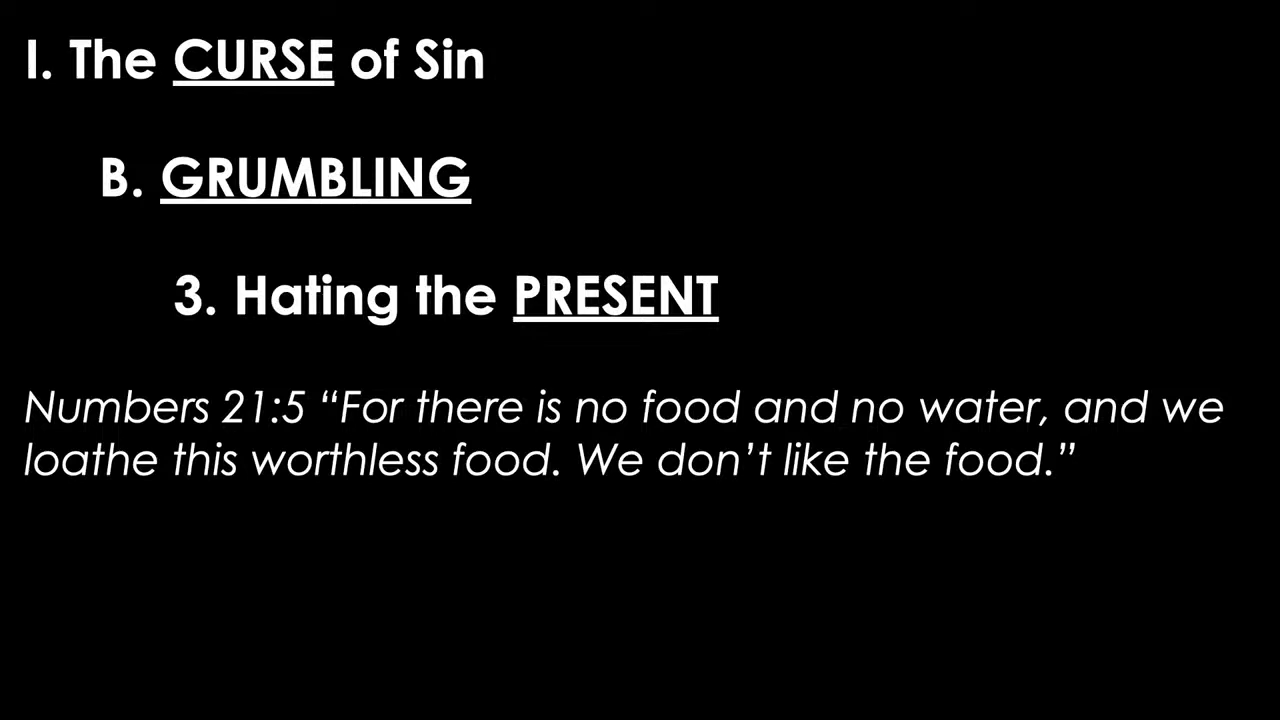 I. The CURSE of Sin
B. GRUMBLING
3. Hating the PRESENT
Numbers 21:5 “For there is no food and no water, and we
loathe this worthless food. We don’t like the food.”